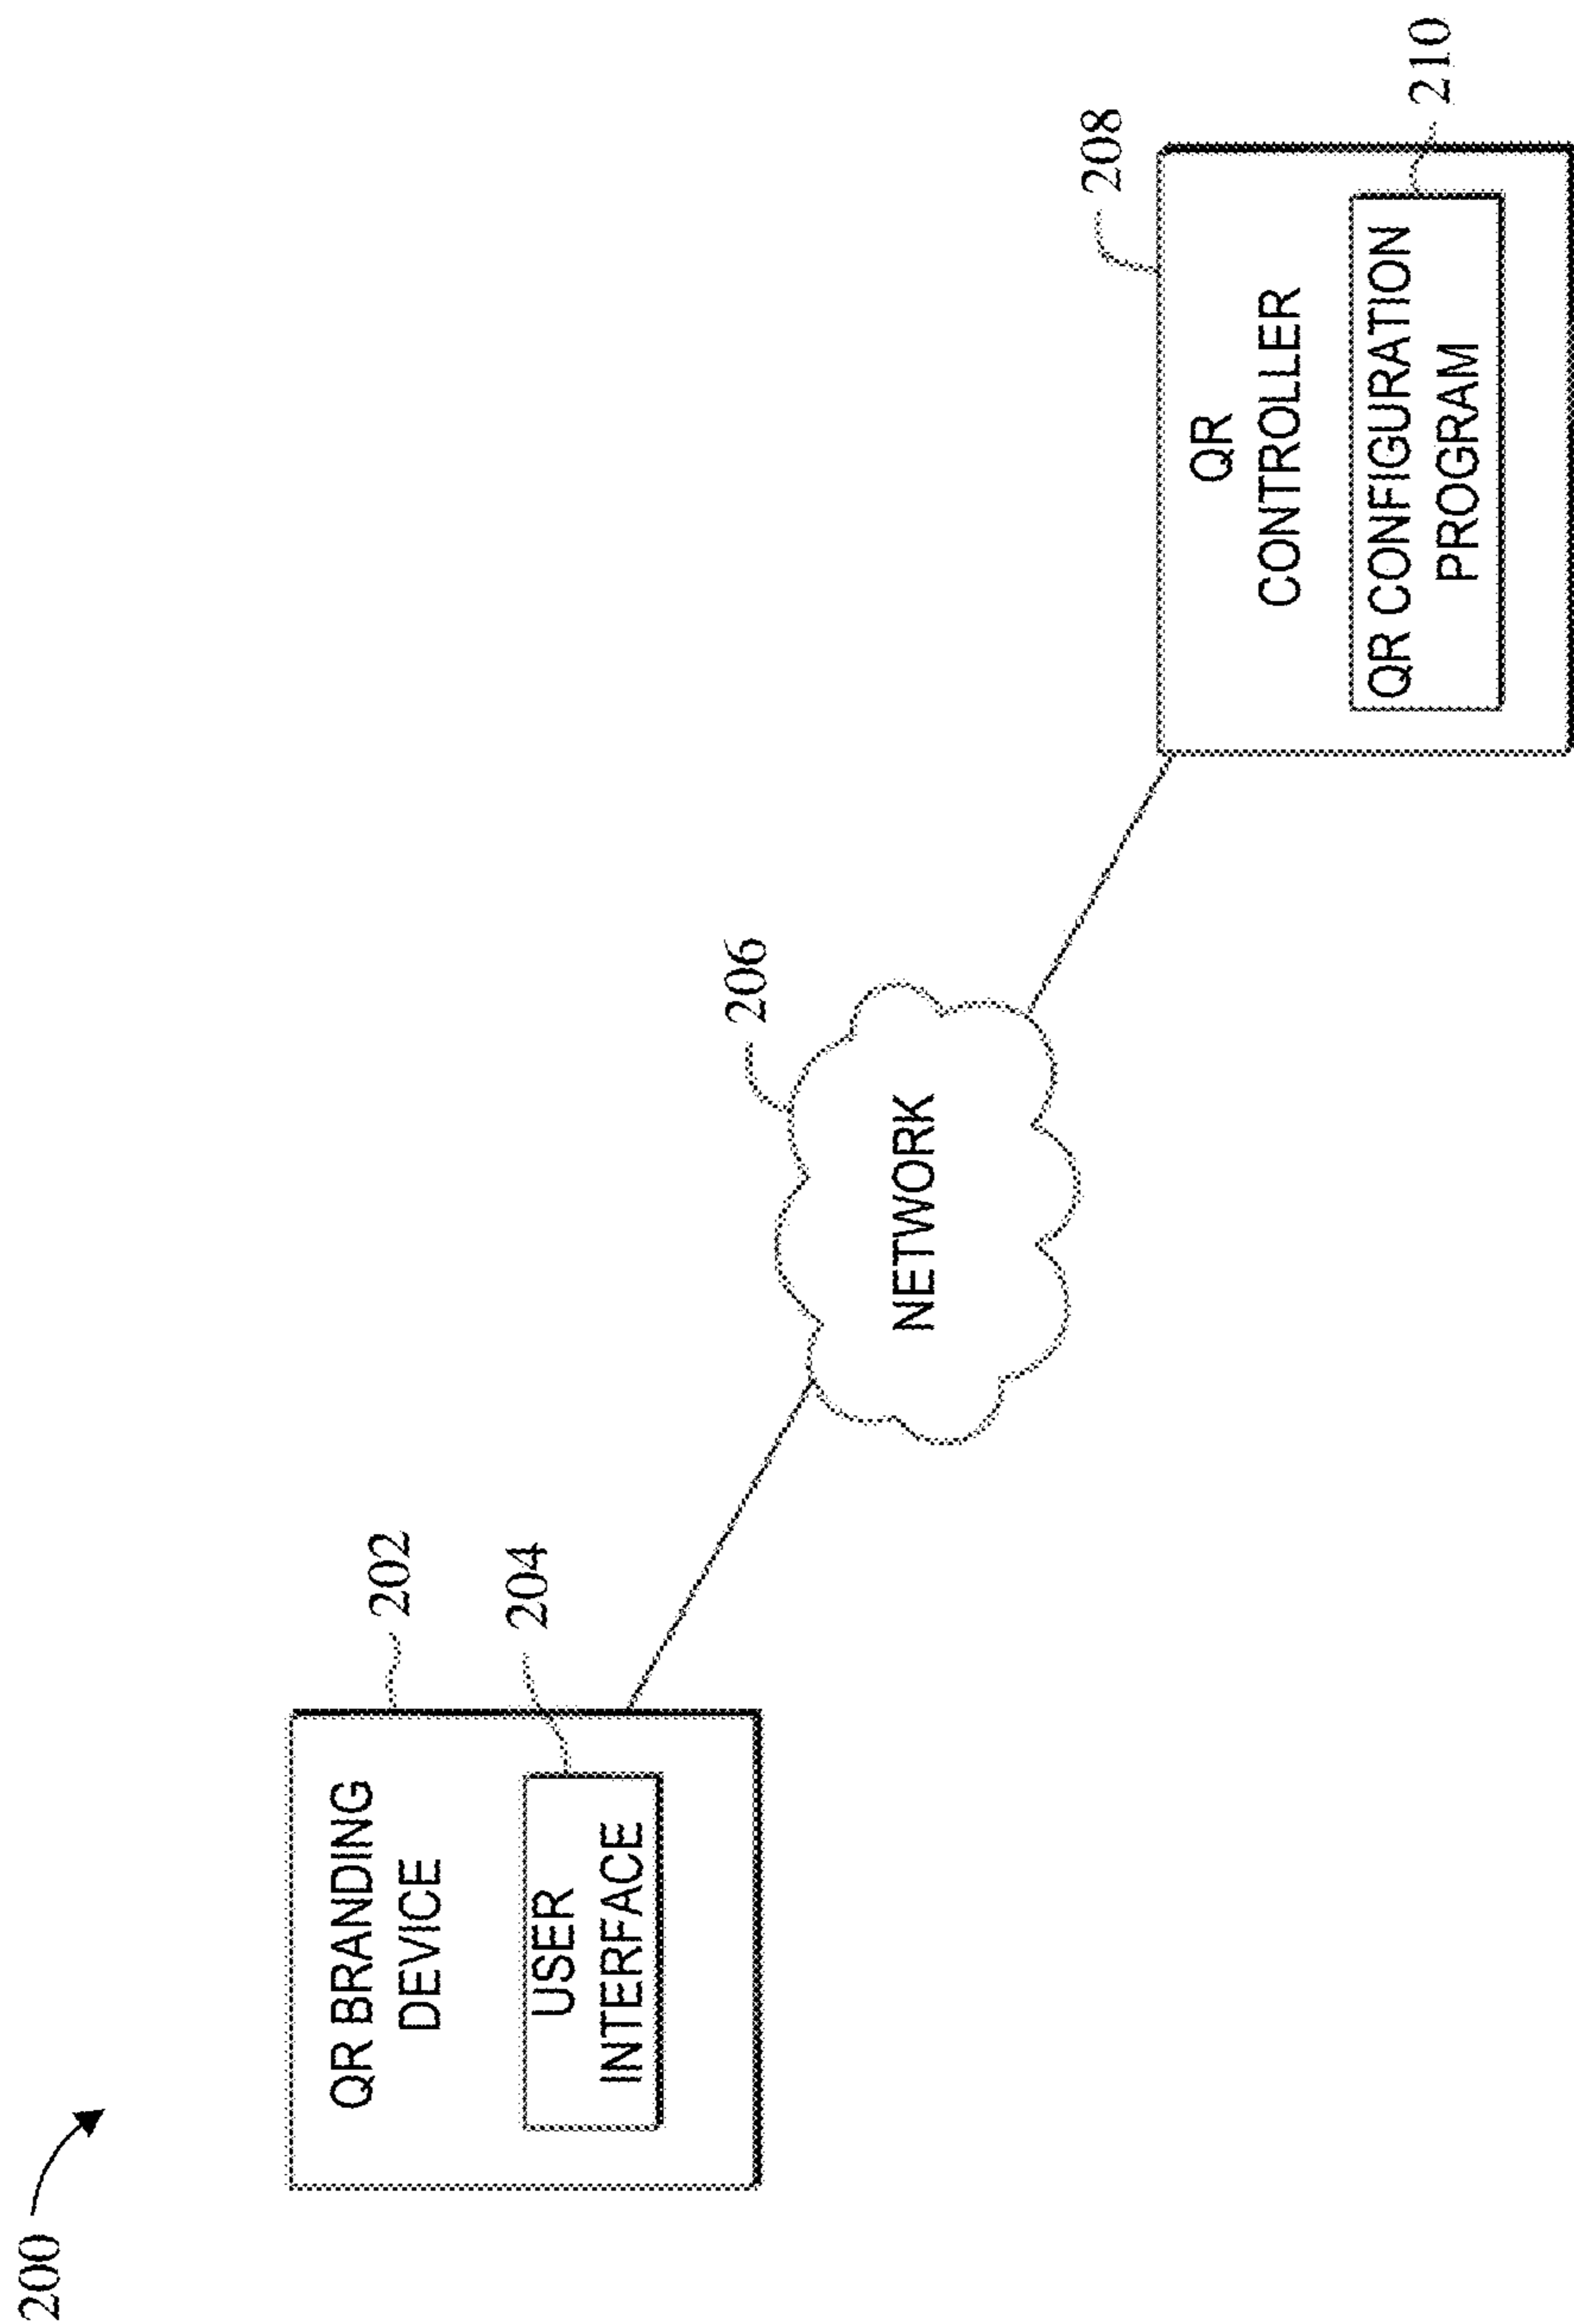 200
QR BRANDING
DEVICE
202
USER
INTERFACE
204
NETWORK
206
QR
CONTROLLER
208
QR CONFIGURATION
PROGRAM
210